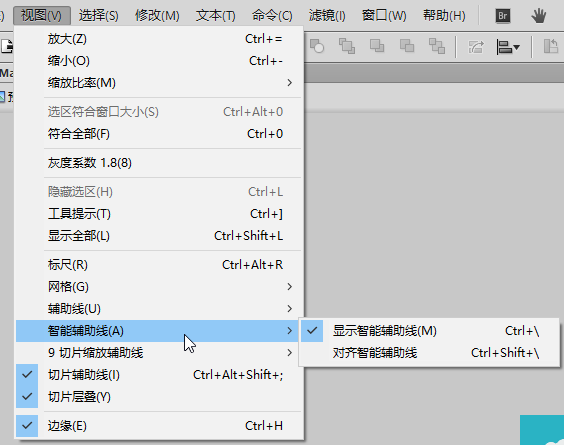 视图(V) 选择(S) 修改(M) 文本(T) 命令(C) 滤镜(I) 窗口(W) 帮助(H) Br
放大(Z) Ctrl+=
缩小(O) Ctrl+-
缩放比率(M)
Ma
预
选区符合窗口大小(S) Ctrl+Alt+0
符合全部(F) Ctrl+0
灰度系数 1.8(8)
隐藏选区(H) Ctrl+L
工具提示(T) Ctrl+]
显示全部(L) Ctrl+Shift+L
标尺(R) Ctrl+Alt+R
网格(G)
辅助线(U)
智能辅助线(A)
显示智能辅助线(M) Ctrl+\
9 切片缩放辅助线
对齐智能辅助线 Ctrl+Shift+\
切片辅助线(I) Ctrl+Alt+Shift+;
切片层叠(Y)
边缘(E) Ctrl+H